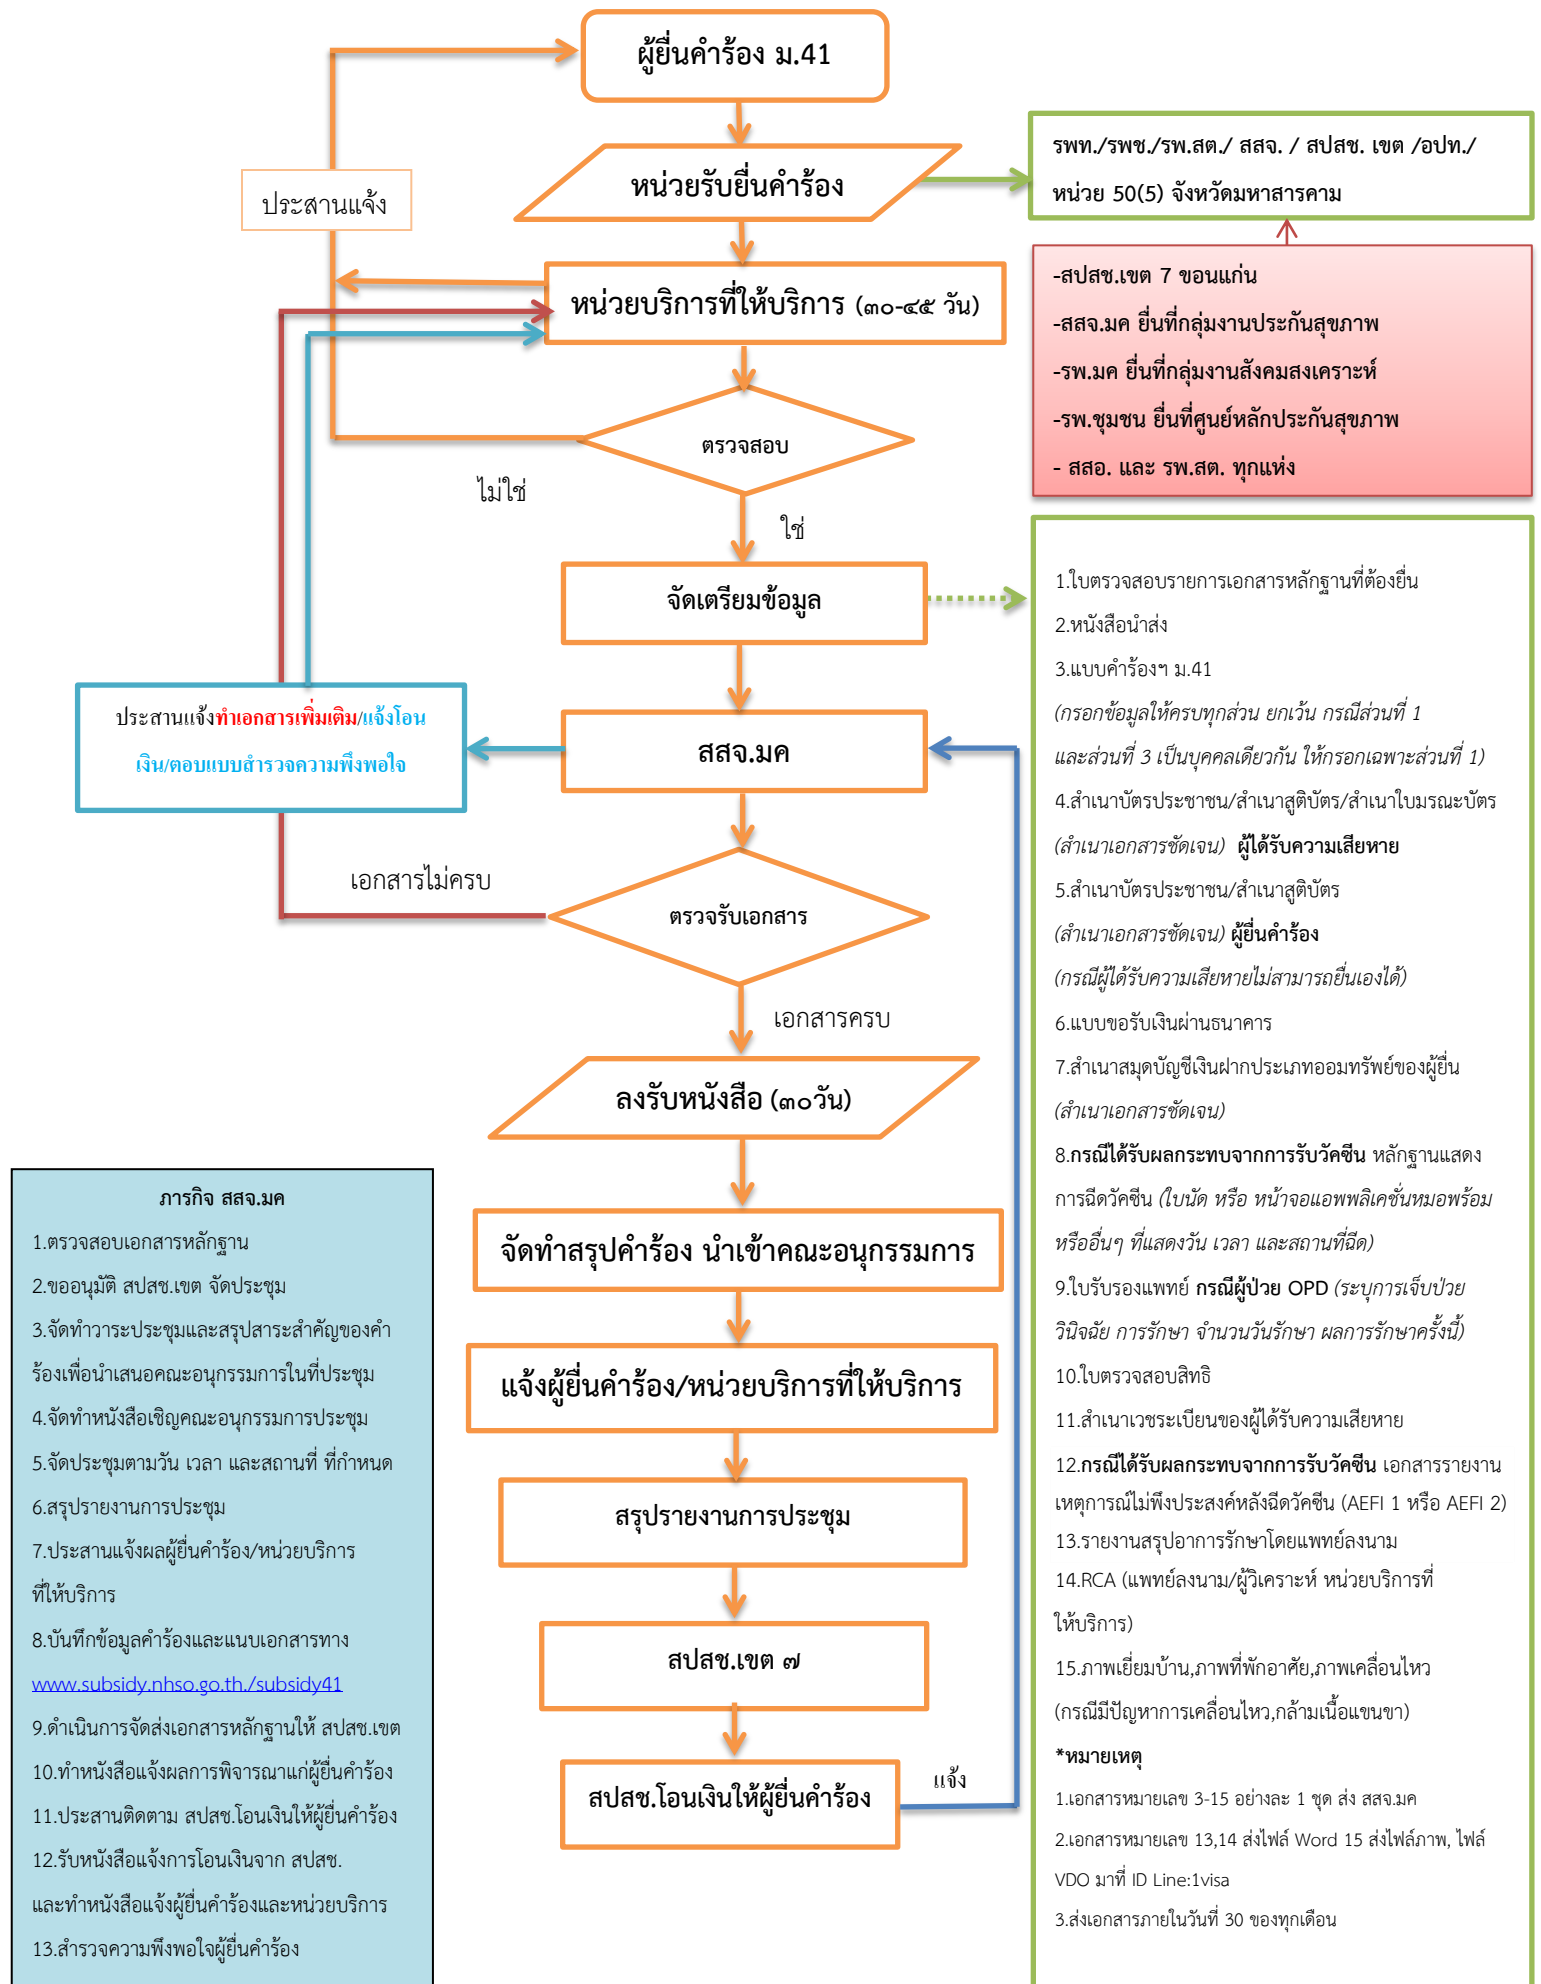 ผู้ยื่นคำร้อง ม.41
หน่วยรับยื่นคำร้อง
รพท./รพช./รพ.สต./ สสจ. / สปสช. เขต /อปท./
หน่วย 50(5) จังหวัดมหาสารคาม
ประสานแจ้ง
-สปสช.เขต 7 ขอนแก่น
-สสจ.มค ยื่นที่กลุ่มงานประกันสุขภาพ
-รพ.มค ยื่นที่กลุ่มงานสังคมสงเคราะห์
-รพ.ชุมชน ยื่นที่ศูนย์หลักประกันสุขภาพ
- สสอ. และ รพ.สต. ทุกแห่ง
หน่วยบริการที่ให้บริการ (๓๐-๔๕ วัน)
ตรวจสอบ
ไม่ใช่
ใช่
จัดเตรียมข้อมูล
ประสานแจ้งทำเอกสารเพิ่มเติม/แจ้งโอน
เงิน/ตอบแบบสำรวจความพึงพอใจ
สสจ.มค
เอกสารไม่ครบ
ตรวจรับเอกสาร
เอกสารครบ
ลงรับหนังสือ (๓๐วัน)
จัดทำสรุปคำร้อง นำเข้าคณะอนุกรรมการ
แจ้งผู้ยื่นคำร้อง/หน่วยบริการที่ให้บริการ
สรุปรายงานการประชุม
สปสช.เขต ๗
สปสช.โอนเงินให้ผู้ยื่นคำร้อง
แจ้ง
1.ใบตรวจสอบรายการเอกสารหลักฐานที่ต้องยื่น
2.หนังสือนำส่ง
3.แบบคำร้องฯ ม.41
(กรอกข้อมูลให้ครบทุกส่วน ยกเว้น กรณีส่วนที่ 1
และส่วนที่ 3 เป็นบุคคลเดียวกัน ให้กรอกเฉพาะส่วนที่ 1)
4.สำเนาบัตรประชาชน/สำเนาสูติบัตร/สำเนาใบมรณะบัตร
(สำเนาเอกสารชัดเจน) ผู้ได้รับความเสียหาย
5.สำเนาบัตรประชาชน/สำเนาสูติบัตร
(สำเนาเอกสารชัดเจน) ผู้ยื่นคำร้อง
(กรณีผู้ได้รับความเสียหายไม่สามารถยื่นเองได้)
6.แบบขอรับเงินผ่านธนาคาร
7.สำเนาสมุดบัญชีเงินฝากประเภทออมทรัพย์ของผู้ยื่น
(สำเนาเอกสารชัดเจน)
8.กรณีได้รับผลกระทบจากการรับวัคซีน หลักฐานแสดง
การฉีดวัคซีน (ใบนัด หรือ หน้าจอแอพพลิเคชั่นหมอพร้อม
หรืออื่นๆ ที่แสดงวัน เวลา และสถานที่ฉีด)
9.ใบรับรองแพทย์ กรณีผู้ป่วย OPD (ระบุการเจ็บป่วย
วินิจฉัย การรักษา จำนวนวันรักษา ผลการรักษาครั้งนี้)
10.ใบตรวจสอบสิทธิ
11.สำเนาเวชระเบียนของผู้ได้รับความเสียหาย
12.กรณีได้รับผลกระทบจากการรับวัคซีน เอกสารรายงาน
เหตุการณ์ไม่พึงประสงค์หลังฉีดวัคซีน (AEFI 1 หรือ AEFI 2)
13.รายงานสรุปอาการรักษาโดยแพทย์ลงนาม
14.RCA (แพทย์ลงนาม/ผู้วิเคราะห์ หน่วยบริการที่
ให้บริการ)
15.ภาพเยี่ยมบ้าน,ภาพที่พักอาศัย,ภาพเคลื่อนไหว
(กรณีมีปัญหาการเคลื่อนไหว,กล้ามเนื้อแขนขา)
*หมายเหตุ
1.เอกสารหมายเลข 3-15 อย่างละ 1 ชุด ส่ง สสจ.มค
2.เอกสารหมายเลข 13,14 ส่งไฟล์ Word 15 ส่งไฟล์ภาพ, ไฟล์
VDO มาที่ ID Line:1visa
3.ส่งเอกสารภายในวันที่ 30 ของทุกเดือน
ภารกิจ สสจ.มค
1.ตรวจสอบเอกสารหลักฐาน
2.ขออนุมัติ สปสช.เขต จัดประชุม
3.จัดทำวาระประชุมและสรุปสาระสำคัญของคำ
ร้องเพื่อนำเสนอคณะอนุกรรมการในที่ประชุม
4.จัดทำหนังสือเชิญคณะอนุกรรมการประชุม
5.จัดประชุมตามวัน เวลา และสถานที่ ที่กำหนด
6.สรุปรายงานการประชุม
7.ประสานแจ้งผลผู้ยื่นคำร้อง/หน่วยบริการ
ที่ให้บริการ
8.บันทึกข้อมูลคำร้องและแนบเอกสารทาง
www.subsidy.nhso.go.th./subsidy41
9.ดำเนินการจัดส่งเอกสารหลักฐานให้ สปสช.เขต
10.ทำหนังสือแจ้งผลการพิจารณาแก่ผู้ยื่นคำร้อง
11.ประสานติดตาม สปสช.โอนเงินให้ผู้ยื่นคำร้อง
12.รับหนังสือแจ้งการโอนเงินจาก สปสช.
และทำหนังสือแจ้งผู้ยื่นคำร้องและหน่วยบริการ
13.สำรวจความพึงพอใจผู้ยื่นคำร้อง